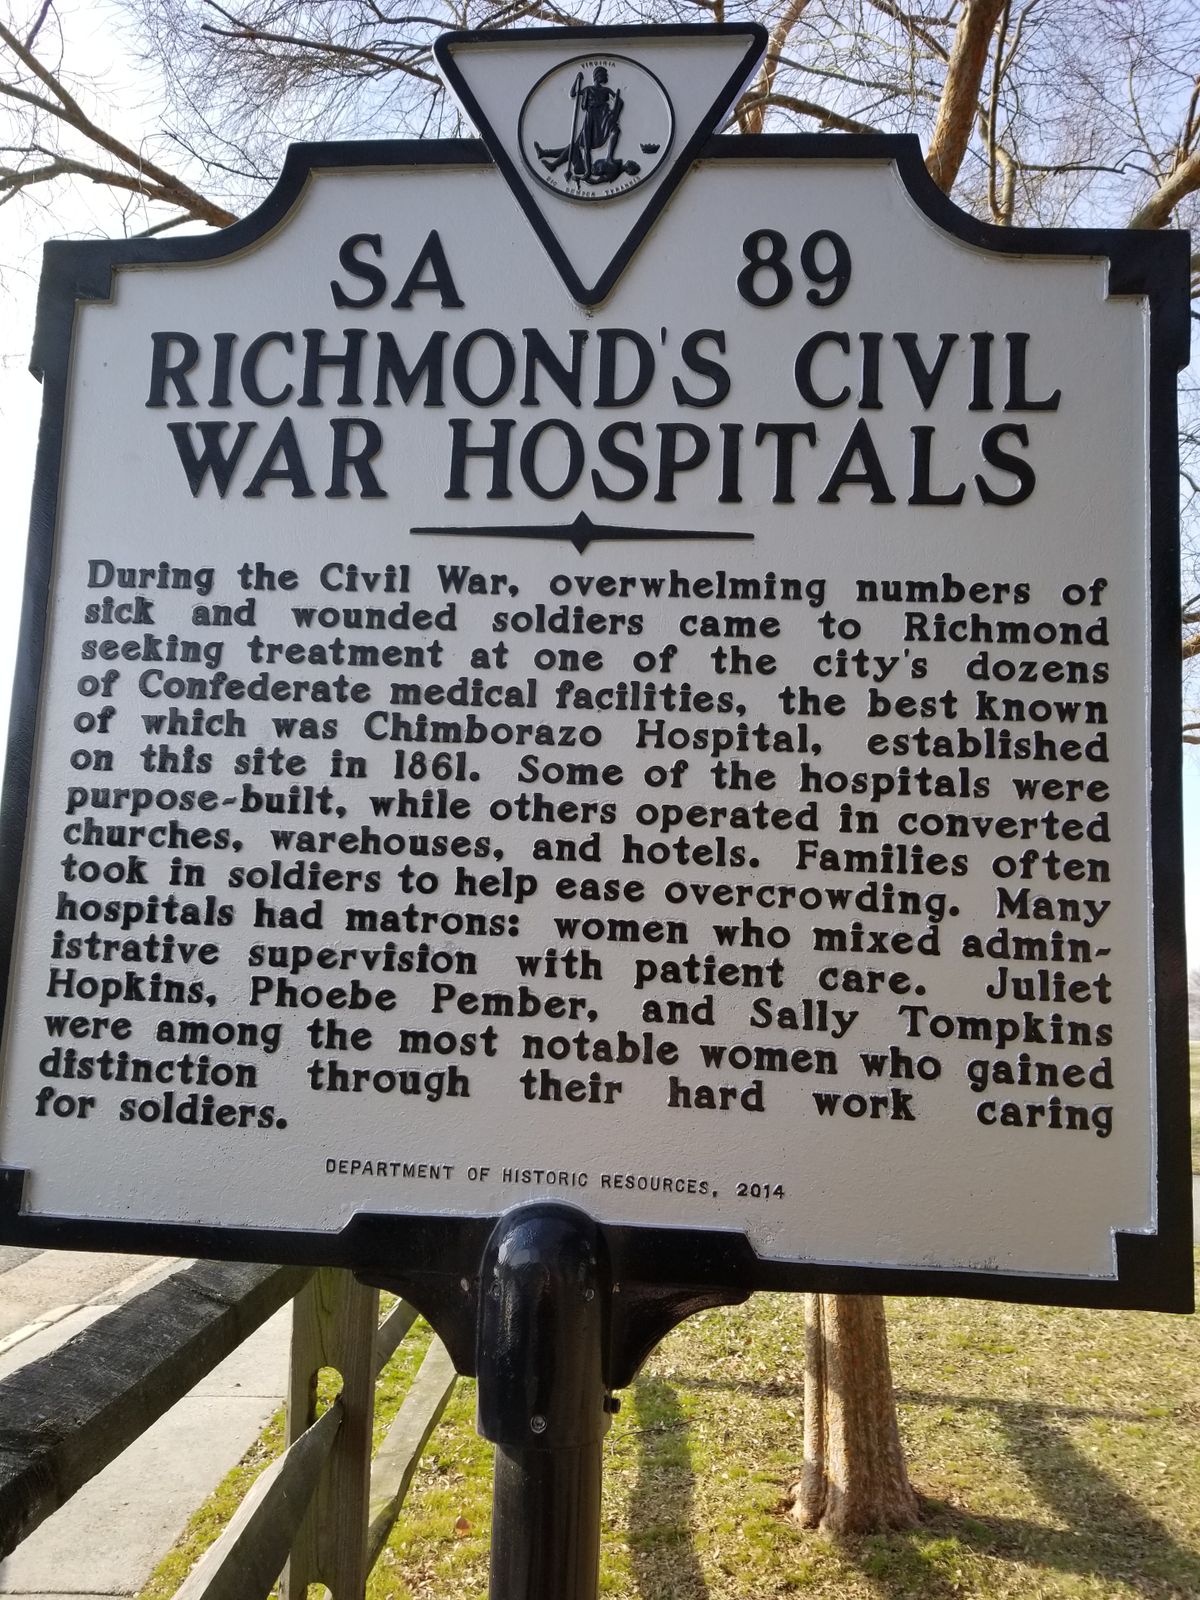 VIRGINIA
SIC SEMPER TYRANNIS
SA 89
RICHMOND'S CIVIL
WAR HOSPITALS
During the Civil War, overwhelming numbers of
sick and wounded soldiers came to Richmond
seeking treatment at one of the city's dozens
of Confederate medical facilities, the best known
of which was Chimborazo Hospital, established
on this site in 1861. Some of the hospitals were
purpose-built, while others operated in converted
churches, warehouses, and hotels. Families often
took in soldiers to help ease overcrowding. Many
hospitals had matrons: women who mixed admin-
istrative supervision with patient care. Juliet
Hopkins, Phoebe Pember, and Sally Tompkins
were among the most notable women who gained
distinction through their hard work caring
for soldiers.
DEPARTMENT OF HISTORIC RESOURCES, 2014